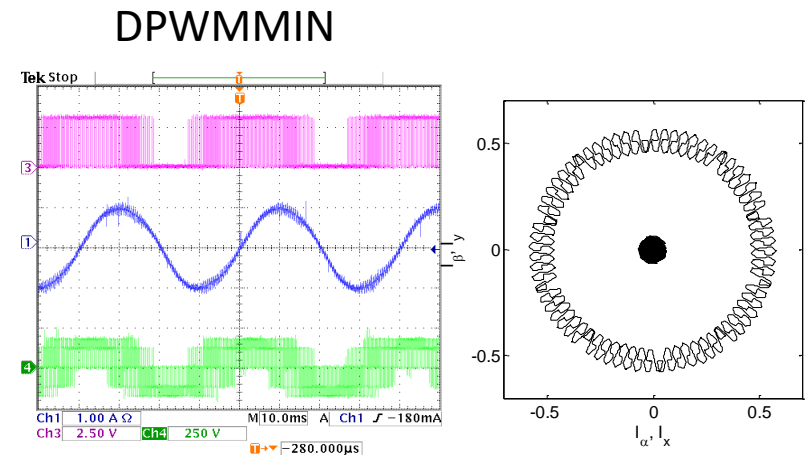 DPWMMIN
Tek Stop
T
T
3
1
4
Ch1 1.00 A Ω M 10.0ms A Ch1 ʃ −180mA
Ch3 2.50 V Ch4 250 V
T→▼ −280.000µs
0.5
0
-0.5
-0.5 0 0.5
Iβ, Iy
Iα, Ix